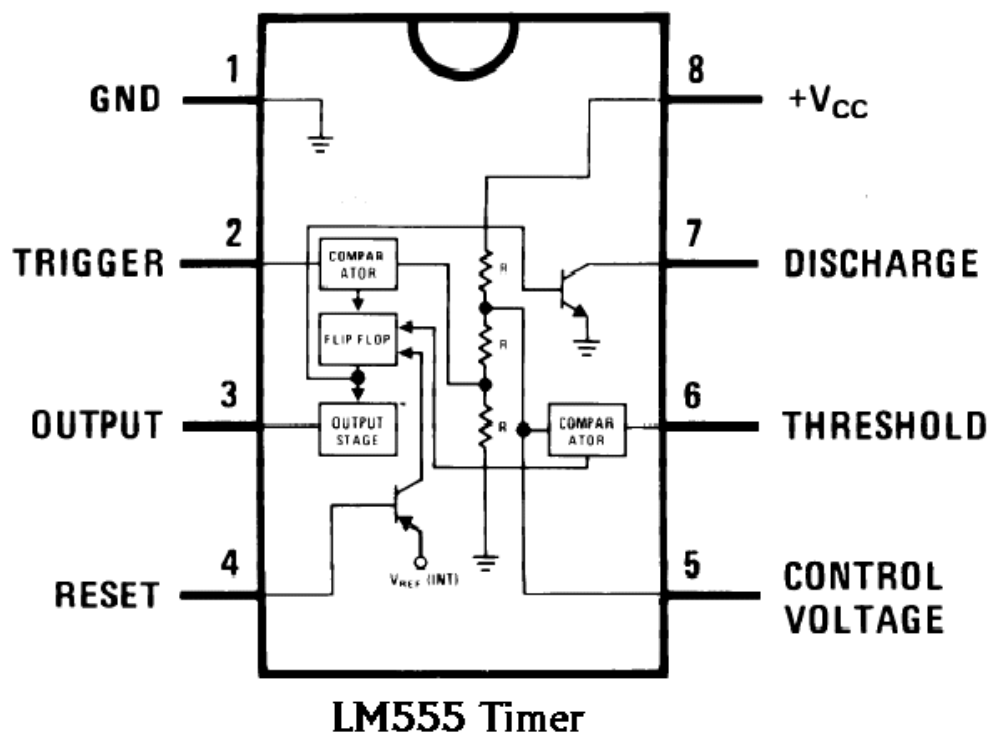 1
GND
8
+VCC
2
TRIGGER
7
DISCHARGE
COMPAR
ATOR
R
FLIP FLOP
R
3
OUTPUT
OUTPUT
STAGE
R
COMPAR
ATOR
6
THRESHOLD
4
RESET
VREF (INT)
5
CONTROL
VOLTAGE
LM555 Timer